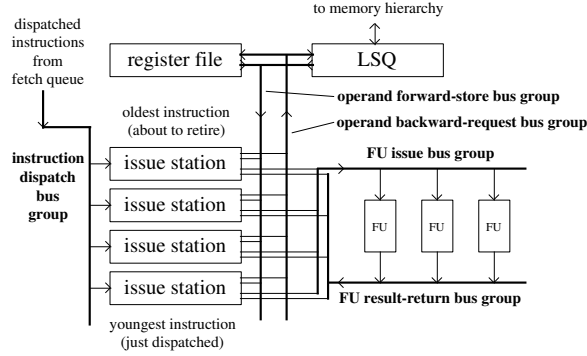 to memory hierarchy
dispatched
instructions
from
fetch queue
register file
LSQ
operand forward-store bus group
oldest instruction
(about to retire)
operand backward-request bus group
instruction
dispatch
bus
group
issue station
FU issue bus group
issue station
FU
FU
FU
issue station
issue station
FU result-return bus group
youngest instruction
(just dispatched)